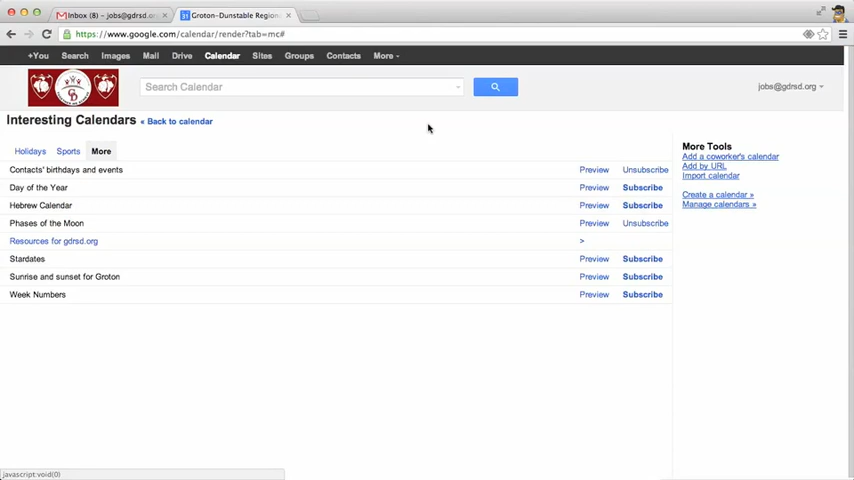 Inbox (8) – jobs@gdrsd.org
Groton–Dunstable Regiona
https://www.google.com/calendar/render?tab=mc#
+You Search Images Mail Drive Calendar Sites Groups Contacts More
Search Calendar
jobs@gdrsd.org
Interesting Calendars « Back to calendar
Holidays Sports More
Contacts' birthdays and events Preview Unsubscribe
Day of the Year Preview Subscribe
Hebrew Calendar Preview Subscribe
Phases of the Moon Preview Unsubscribe
Resources for gdrsd.org >
Stardates Preview Subscribe
Sunrise and sunset for Groton Preview Subscribe
Week Numbers Preview Subscribe
More Tools
Add a coworker's calendar
Add by URL
Import calendar
Create a calendar »
Manage calendars »
javascript:void(0)